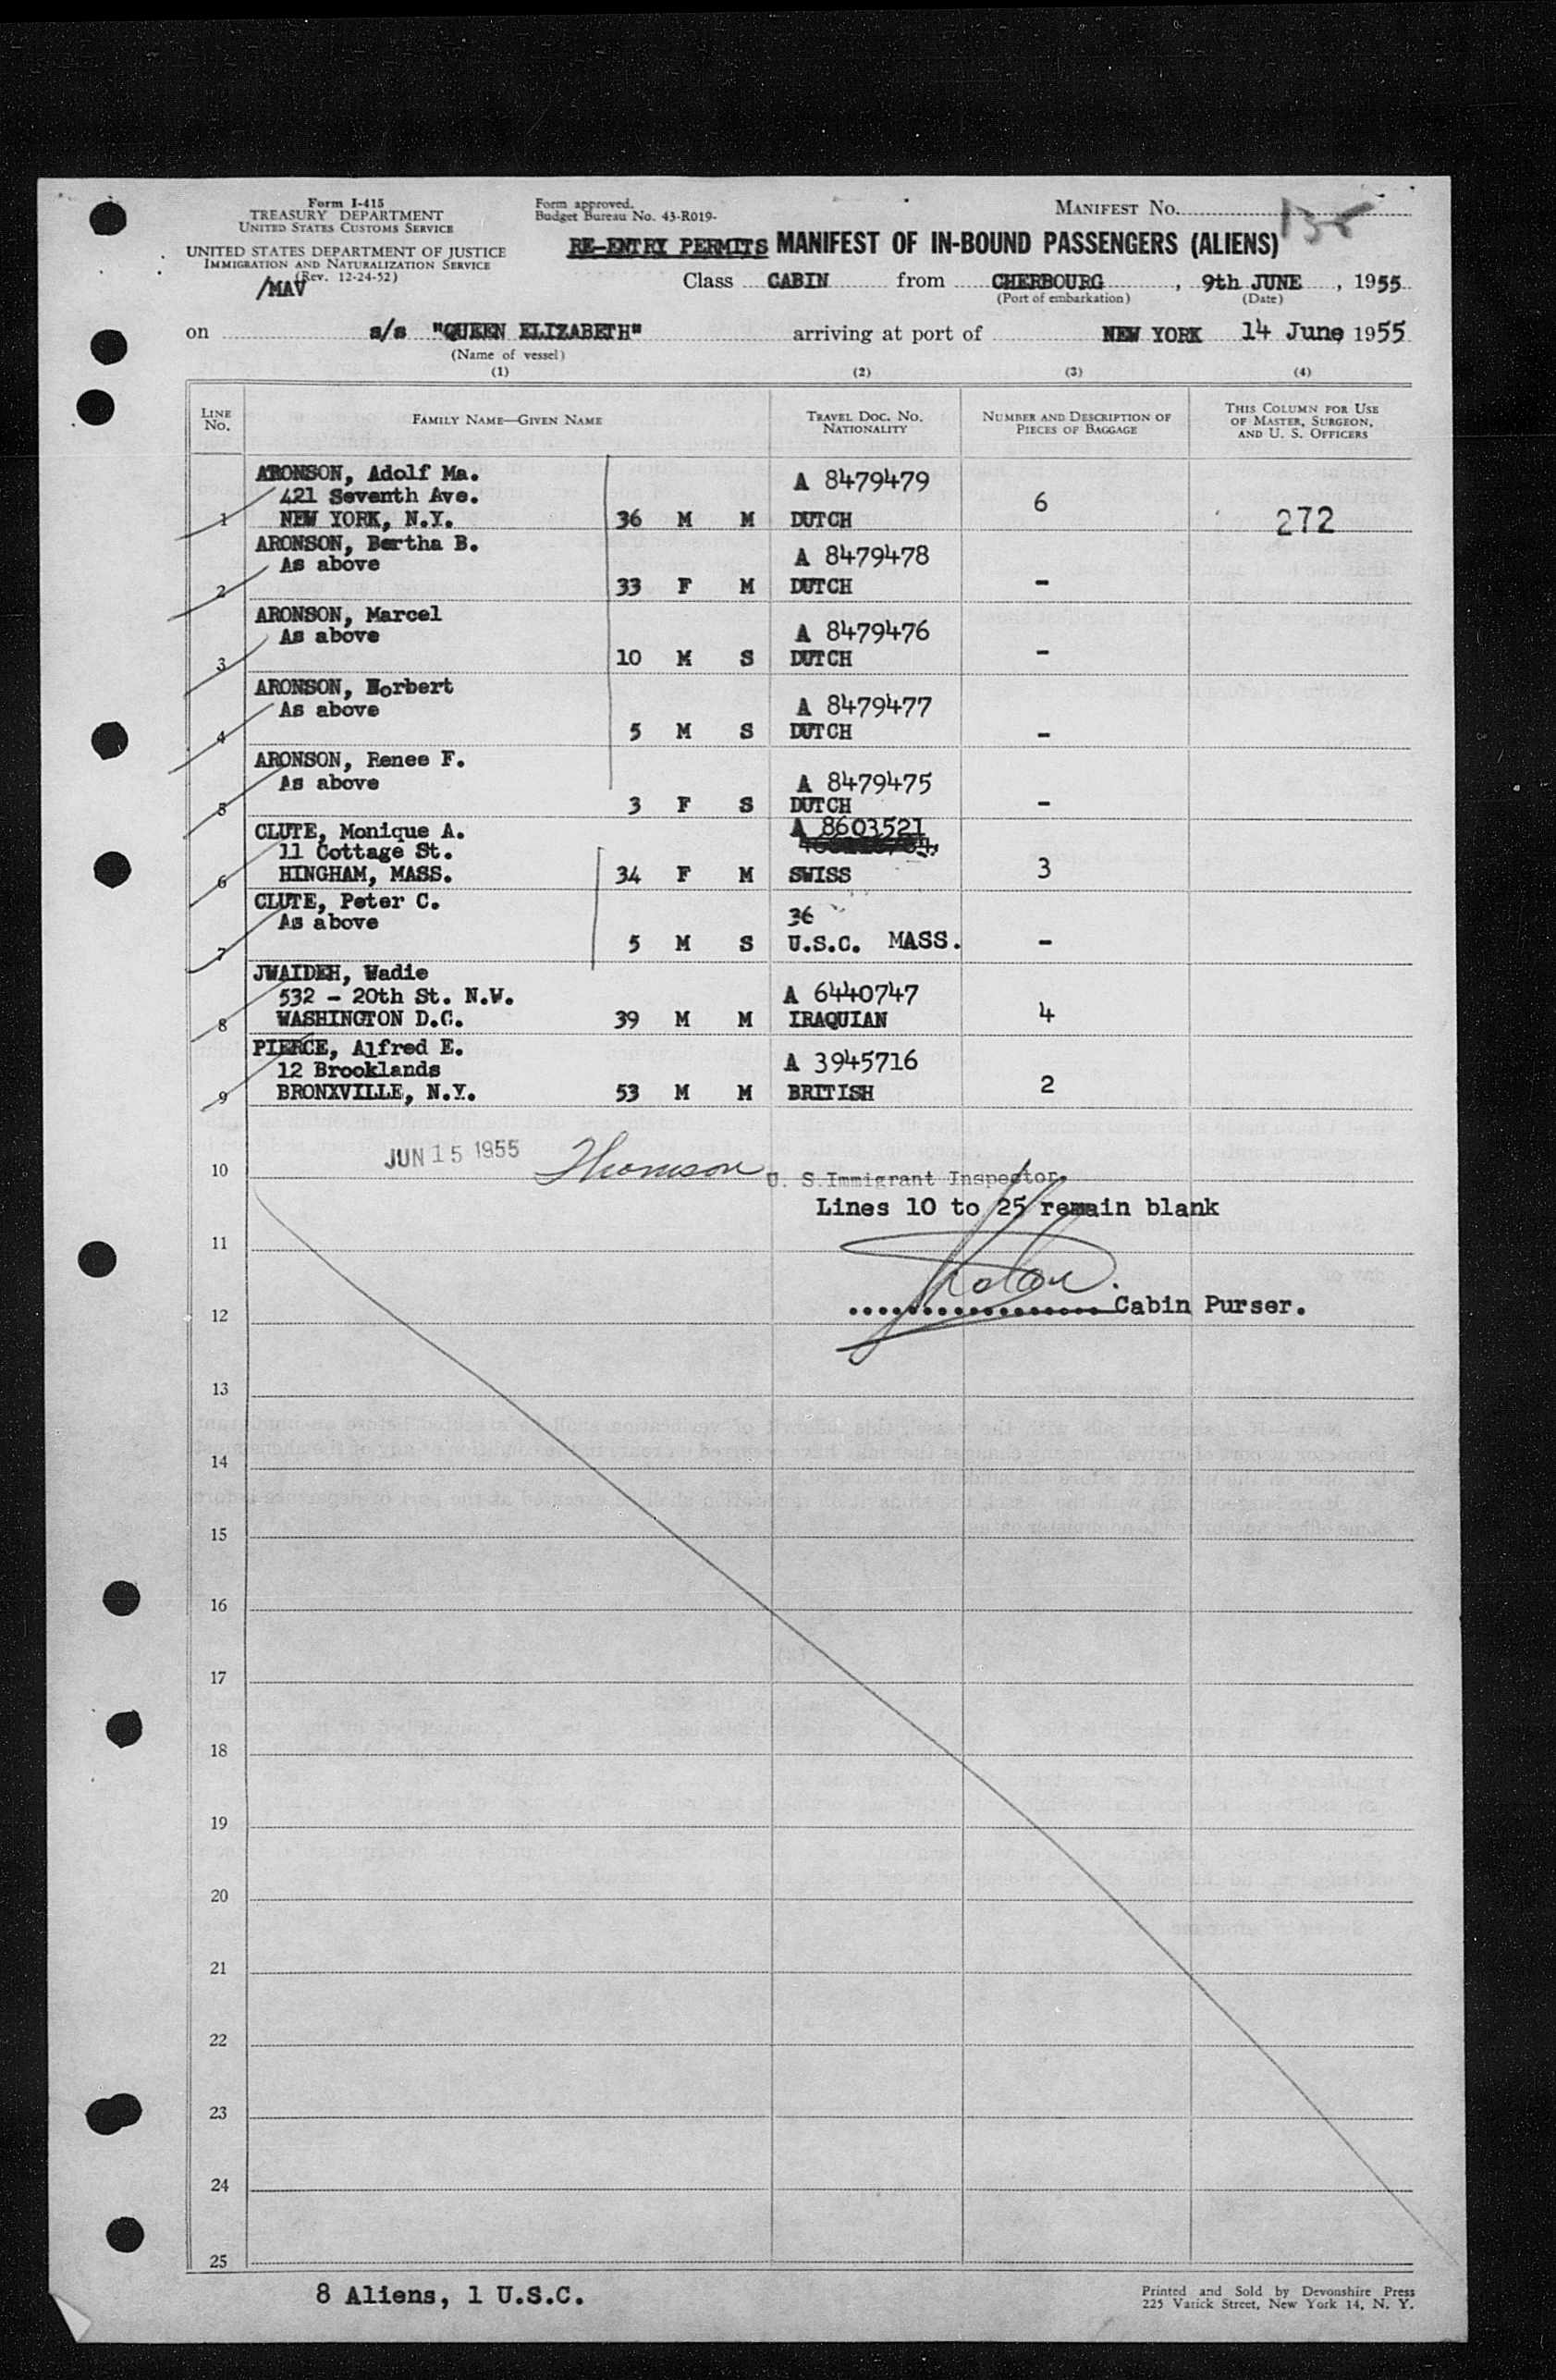 Form I-415
TREASURY DEPARTMENT
UNITED STATES CUSTOMS SERVICE
UNITED STATES DEPARTMENT OF JUSTICE
IMMIGRATION AND NATURALIZATION SERVICE
(Rev. 12-24-52)
/MAV
Form approved.
Budget Bureau No. 43-R019-
MANIFEST No.
RE-ENTRY PERMITS MANIFEST OF IN-BOUND PASSENGERS (ALIENS)
Class CABIN from CHERBOURG, 9th JUNE, 1955
(Port of embarkation) (Date)
on s/s "QUEEN ELIZABETH" arriving at port of NEW YORK 14 June, 1955
(Name of vessel)
(1) (2) (3) (4)
LINE No. FAMILY NAME—GIVEN NAME TRAVEL DOC. NO. NATIONALITY NUMBER AND DESCRIPTION OF PIECES OF BAGGAGE THIS COLUMN FOR USE OF MASTER, SURGEON, AND U. S. OFFICERS
ARONSON, Adolf Ma. A 8479479
421 Seventh Ave. 6
1 NEW YORK, N.Y. 36 M M DUTCH 272
ARONSON, Bertha B. A 8479478
As above
2 33 F M DUTCH -
ARONSON, Marcel A 8479476
As above
3 10 M S DUTCH -
ARONSON, Norbert A 8479477
As above
4 5 M S DUTCH -
ARONSON, Renee F.
As above A 8479475
5 3 F S DUTCH -
CLUTE, Monique A. A 8603521
11 Cottage St.
6 HINGHAM, MASS. 34 F M SWISS 3
CLUTE, Peter C. 36
As above
7 5 M S U.S.C. MASS. -
JWAIDEH, Wadie A 6440747
532 - 20th St. N.W.
8 WASHINGTON D.C. 39 M M IRAQUIAN 4
PIERCE, Alfred E. A 3945716
12 Brooklands
9 BRONXVILLE, N.Y. 53 M M BRITISH 2
JUN 15 1955 Thomson
10 U. S. Immigrant Inspector
Lines 10 to 25 remain blank
11
................. Cabin Purser.
12
13
14
15
16
17
18
19
20
21
22
23
24
25
8 Aliens, 1 U.S.C.
Printed and Sold by Devonshire Press
225 Varick Street, New York 14, N. Y.